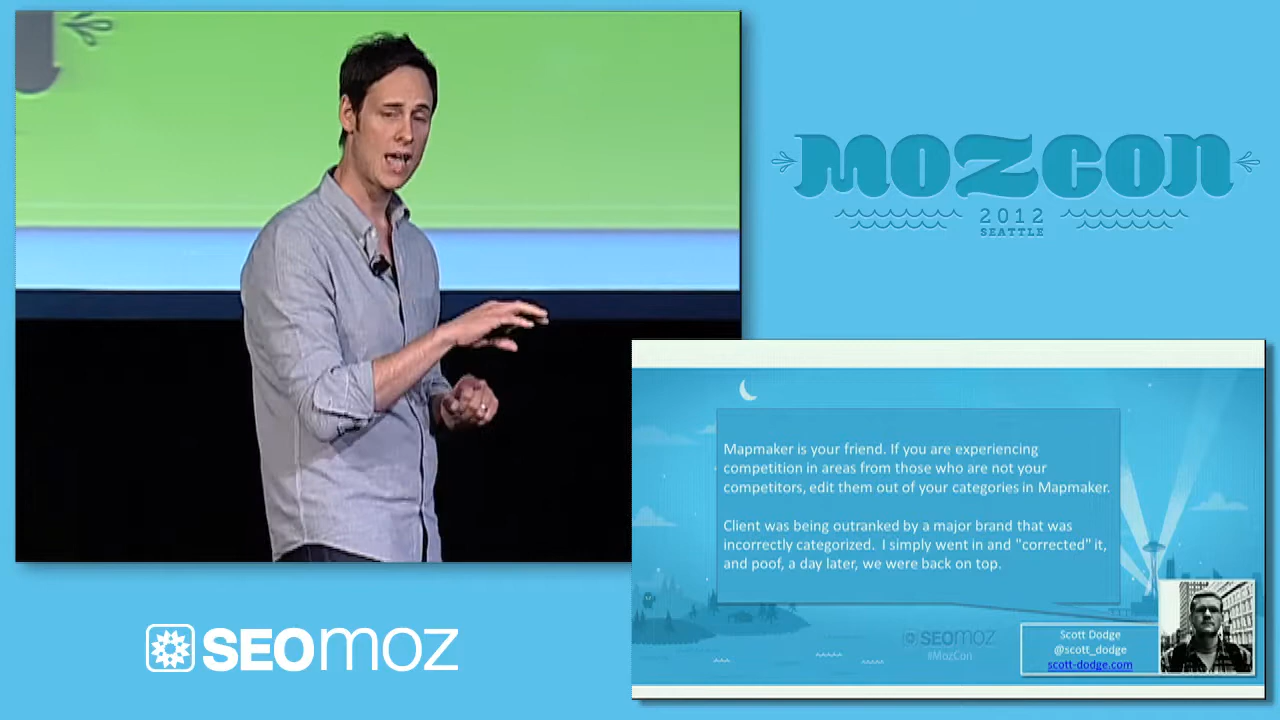 MOZCON
2012
SEATTLE
Mapmaker is your friend. If you are experiencing
competition in areas from those who are not your
competitors, edit them out of your categories in Mapmaker.
Client was being outranked by a major brand that was
incorrectly categorized.  I simply went in and "corrected" it,
and poof, a day later, we were back on top.
SEOmoz
#MozCon
Scott Dodge
@scott_dodge
scott-dodge.com
SEOmoz